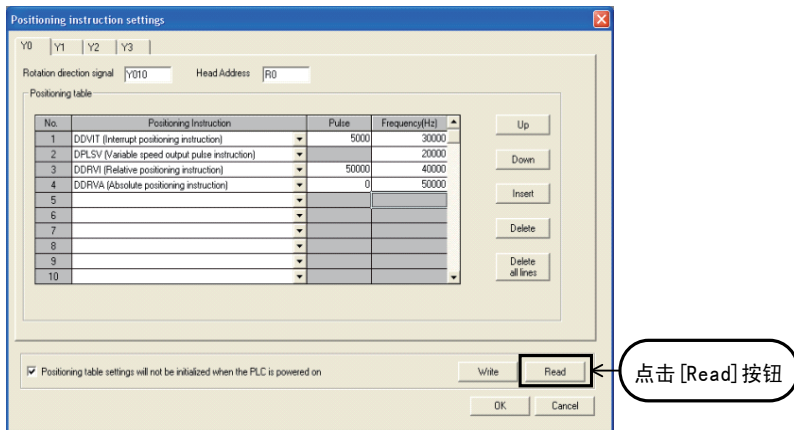 Positioning instruction settings
Y0 Y1 Y2 Y3
Rotation direction signal Y010 Head Address R0
Positioning table
No. Positioning Instruction Pulse Frequency(Hz)
1 DDVIT (Interrupt positioning instruction) 5000 30000
2 DPLSV (Variable speed output pulse instruction) 20000
3 DDRVI (Relative positioning instruction) 50000 40000
4 DDRVA (Absolute positioning instruction) 0 50000
5
6
7
8
9
10
Up
Down
Insert
Delete
Delete
all lines
Positioning table settings will not be initialized when the PLC is powered on
Write Read
点击[Read]按钮
OK Cancel